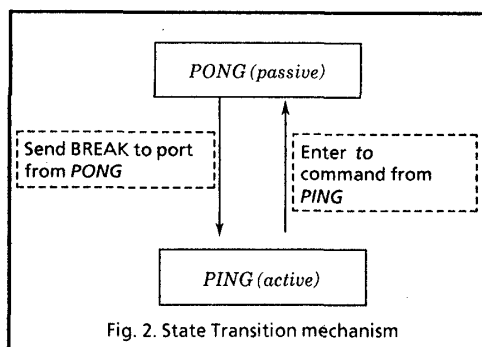 PONG (passive)
Send BREAK to port
from PONG
Enter to
command from
PING
PING (active)
Fig. 2. State Transition mechanism